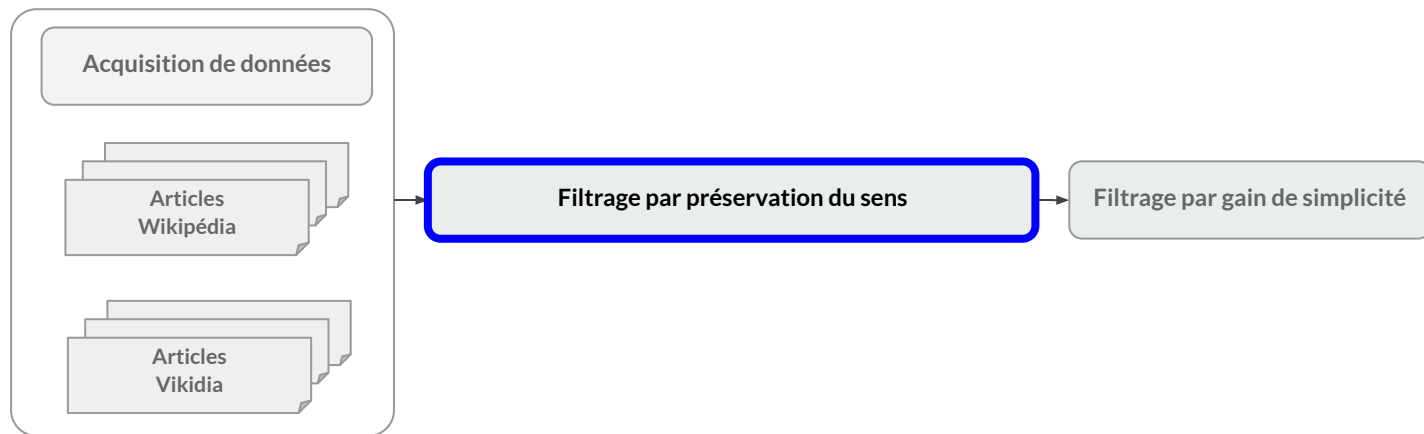 Acquisition de données
Articles
Wikipédia
Articles
Vikidia
Filtrage par préservation du sens
Filtrage par gain de simplicité